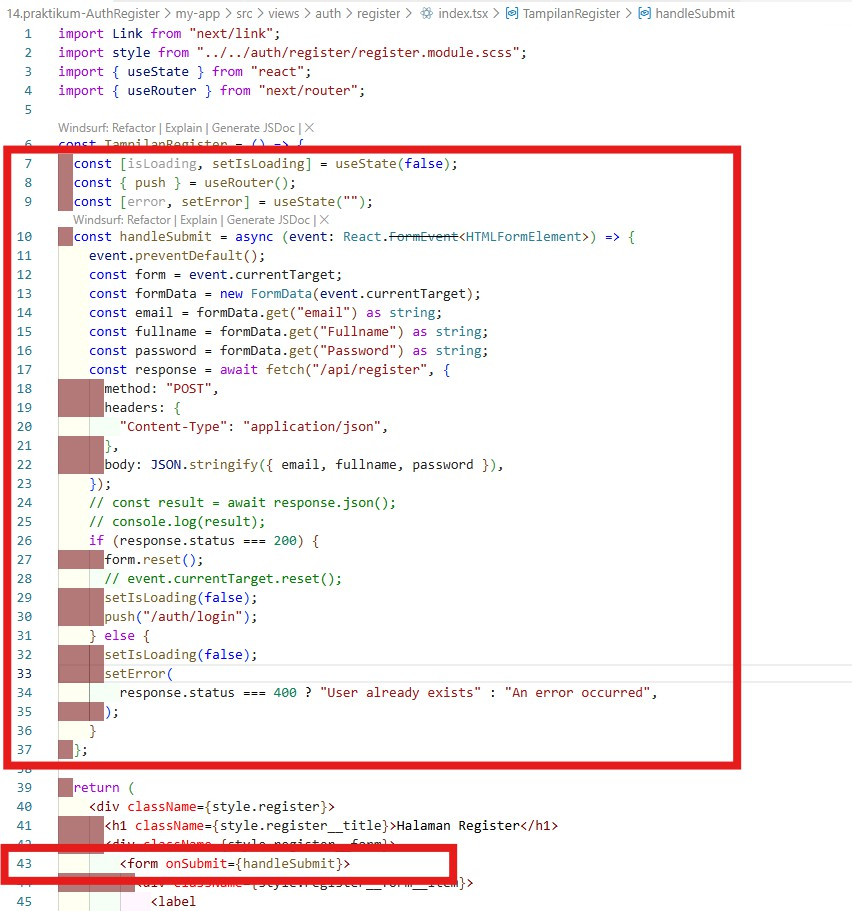 14.praktikum-AuthRegister > my-app > src > views > auth > register > index.tsx > TampilanRegister > handleSubmit
1 import Link from "next/link";
2 import style from "../../auth/register/register.module.scss";
3 import { useState } from "react";
4 import { useRouter } from "next/router";
5
Windsurf: Refactor | Explain | Generate JSDoc | X
6 const TampilanRegister = () => {
7 const [isLoading, setIsLoading] = useState(false);
8 const { push } = useRouter();
9 const [error, setError] = useState("");
Windsurf: Refactor | Explain | Generate JSDoc | X
10 const handleSubmit = async (event: React.FormEvent<HTMLFormElement>) => {
11 event.preventDefault();
12 const form = event.currentTarget;
13 const formData = new FormData(event.currentTarget);
14 const email = formData.get("email") as string;
15 const fullname = formData.get("Fullname") as string;
16 const password = formData.get("Password") as string;
17 const response = await fetch("/api/register", {
18 method: "POST",
19 headers: {
20 "Content-Type": "application/json",
21 },
22 body: JSON.stringify({ email, fullname, password }),
23 });
24 // const result = await response.json();
25 // console.log(result);
26 if (response.status === 200) {
27 form.reset();
28 // event.currentTarget.reset();
29 setIsLoading(false);
30 push("/auth/login");
31 } else {
32 setIsLoading(false);
33 setError(
34 response.status === 400 ? "User already exists" : "An error occurred",
35 );
36 }
37 };
38
39 return (
40 <div className={style.register}>
41 <h1 className={style.register__title}>Halaman Register</h1>
42 <div className={style.register__form}>
43 <form onSubmit={handleSubmit}>
44 <div className={style.register__form__item}>
45 <label